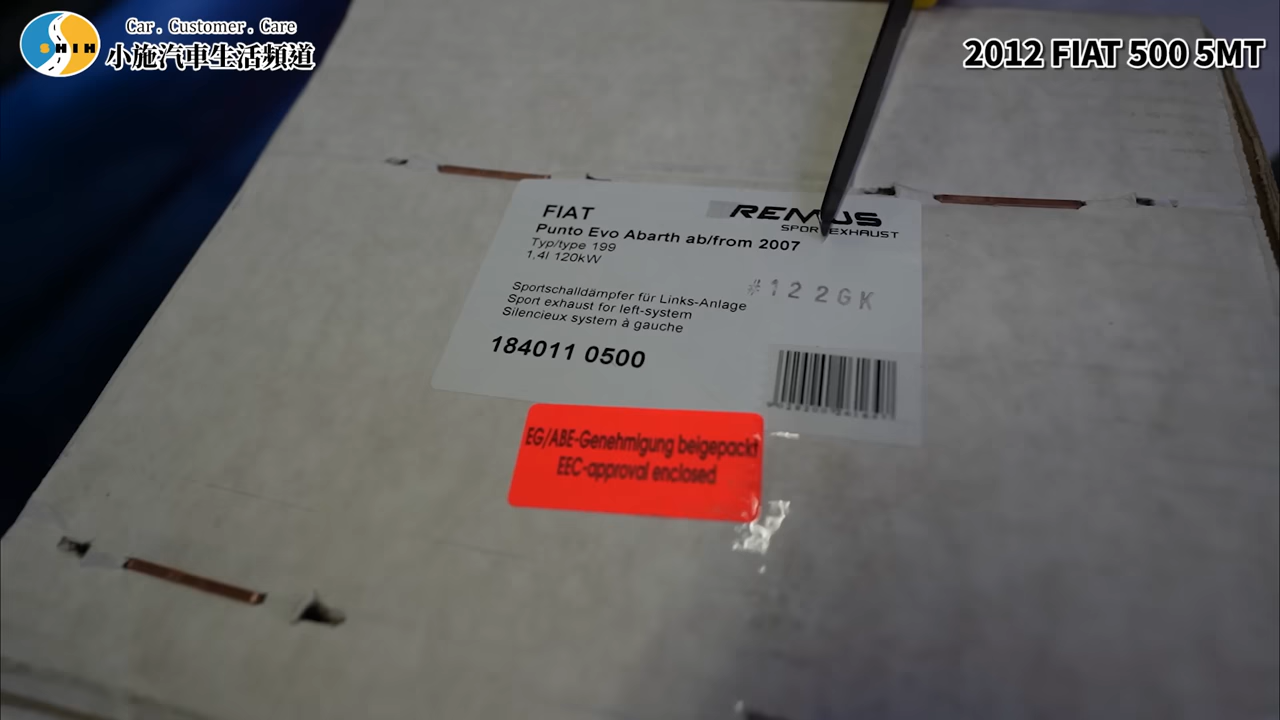 Car. Customer. Care
SHIH
小施汽車生活頻道
2012 FIAT 500 5MT
FIAT
REMUS
SPORTEXHAUST
Punto Evo Abarth ab/from 2007
Typ/type 199
1,4l 120kW
Sportschalldämpfer für Links-Anlage
Sport exhaust for left-system
Silencieux system à gauche
#122GK
184011 0500
EG/ABE-Genehmigung beigepackt
EEC-approval enclosed